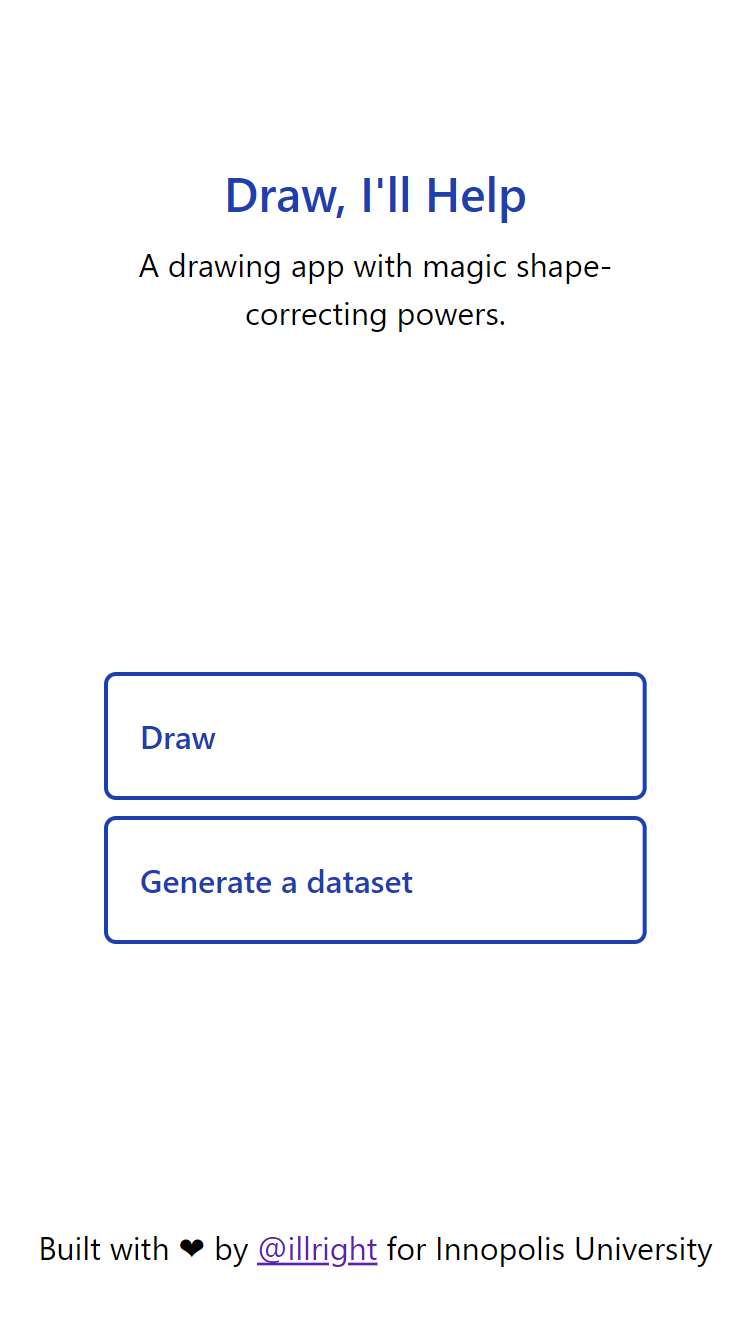 Draw, I'll Help
A drawing app with magic shape-
correcting powers.
Draw
Generate a dataset
Built with ❤ by @illright for Innopolis University